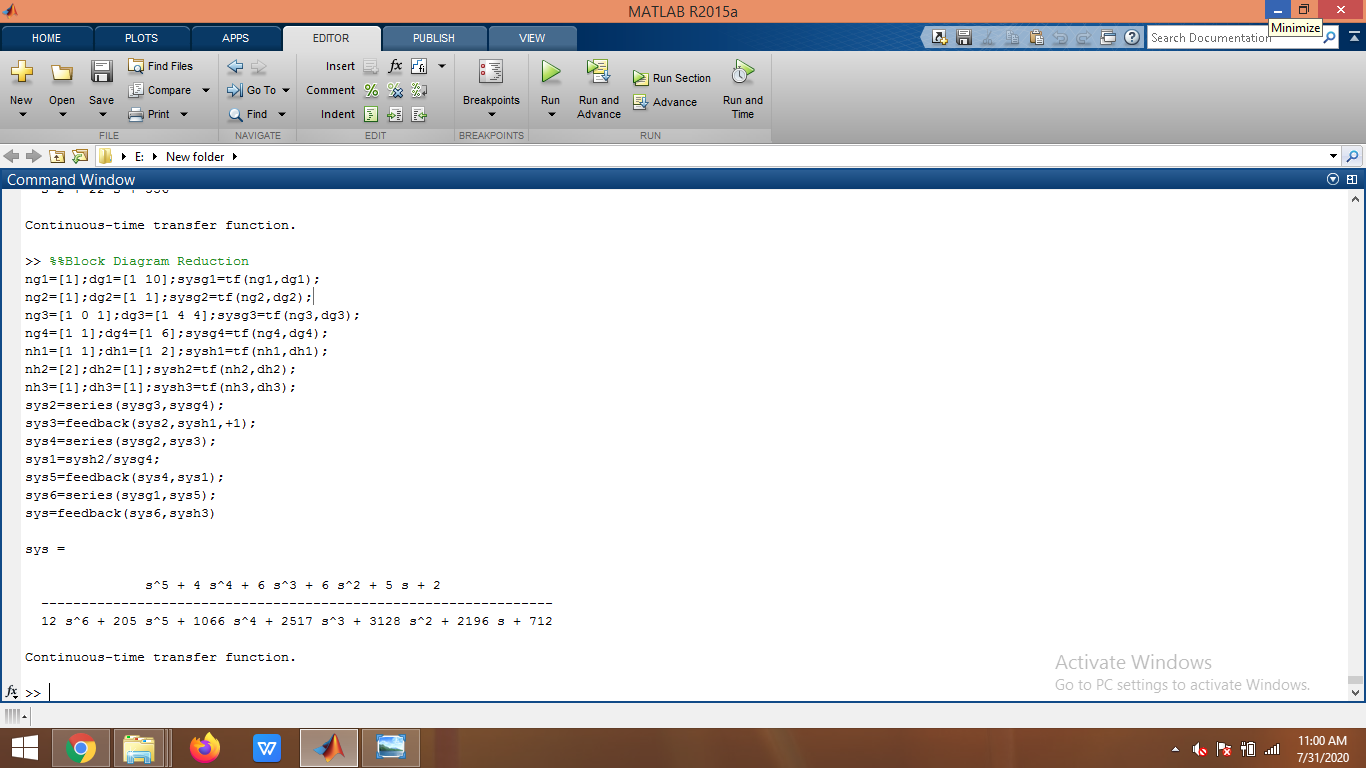 MATLAB R2015a
Minimize
HOME PLOTS APPS EDITOR PUBLISH VIEW
Search Documentation
New Open Save Find Files Compare Print
Go To Find
Insert fx
Comment
Indent
Breakpoints
Run Run and Advance Run Section Advance Run and Time
FILE NAVIGATE EDIT BREAKPOINTS RUN
E: New folder
Command Window
Continuous-time transfer function.
>> %%Block Diagram Reduction
ng1=[1];dg1=[1 10];sysg1=tf(ng1,dg1);
ng2=[1];dg2=[1 1];sysg2=tf(ng2,dg2);
ng3=[1 0 1];dg3=[1 4 4];sysg3=tf(ng3,dg3);
ng4=[1 1];dg4=[1 6];sysg4=tf(ng4,dg4);
nh1=[1 1];dh1=[1 2];sysh1=tf(nh1,dh1);
nh2=[2];dh2=[1];sysh2=tf(nh2,dh2);
nh3=[1];dh3=[1];sysh3=tf(nh3,dh3);
sys2=series(sysg3,sysg4);
sys3=feedback(sys2,sysh1,+1);
sys4=series(sysg2,sys3);
sys1=sysh2/sysg4;
sys5=feedback(sys4,sys1);
sys6=series(sysg1,sys5);
sys=feedback(sys6,sysh3)
sys =
s^5 + 4 s^4 + 6 s^3 + 6 s^2 + 5 s + 2
----------------------------------------------------------------
12 s^6 + 205 s^5 + 1066 s^4 + 2517 s^3 + 3128 s^2 + 2196 s + 712
Continuous-time transfer function.
Activate Windows
Go to PC settings to activate Windows.
fx >>
11:00 AM
7/31/2020